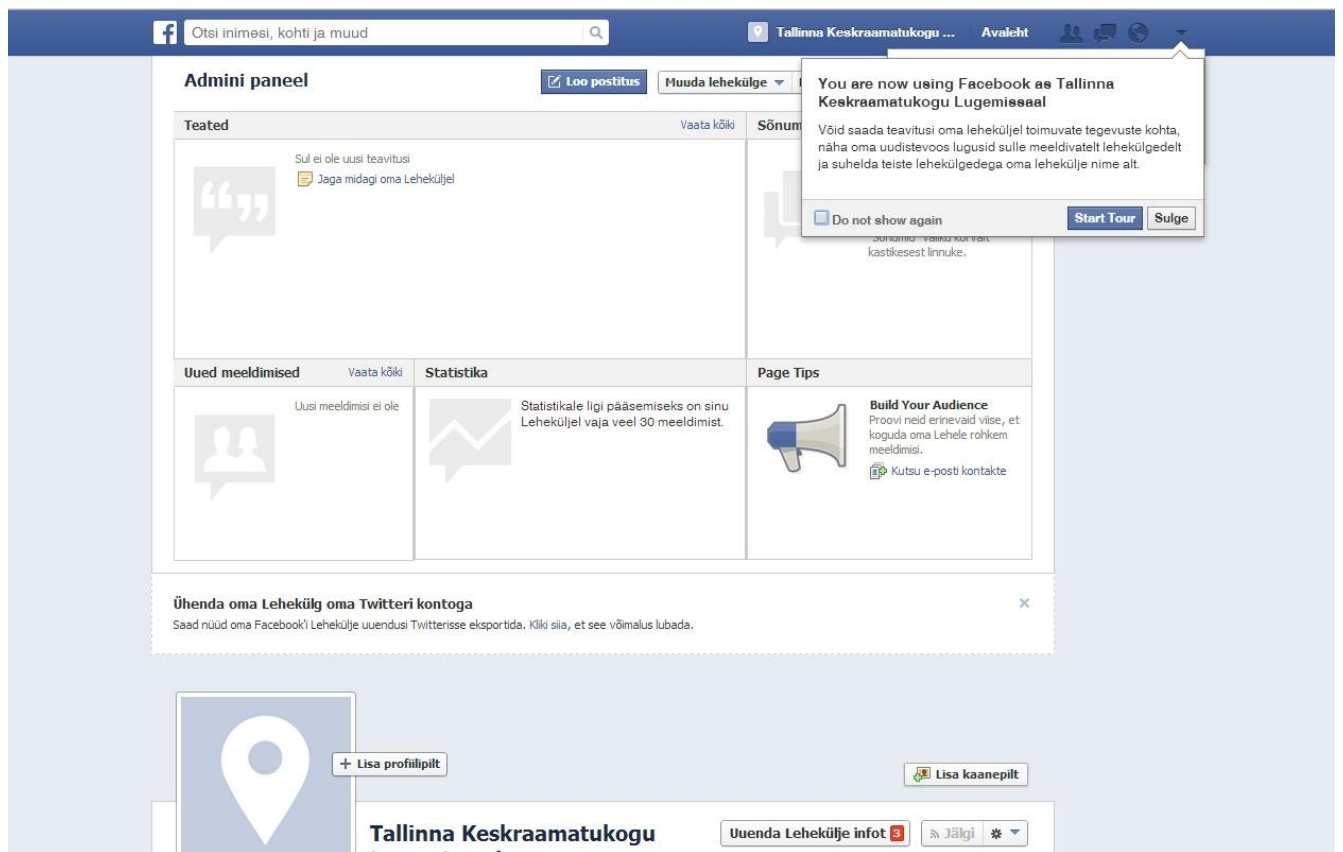 f
Otsi inimesi, kohti ja muud
Tallinna Keskraamatukogu ...
Avaleht
Admini paneel
Loo postitus
Muuda lehekülge
You are now using Facebook as Tallinna
Keskraamatukogu Lugemissaal
Võid saada teavitusi oma leheküljel toimuvate tegevuste kohta,
näha oma uudistevoos lugusid sulle meeldivatelt lehekülgedelt
ja suhelda teiste lehekülgedega oma lehekülje nime alt.
Do not show again
Start Tour
Sulge
Teated
Vaata kõiki
Sul ei ole uusi teavitusi
Jaga midagi oma Leheküljel
Sõnum
kastikesest linnuke.
Uued meeldimised
Vaata kõiki
Uusi meeldimisi ei ole
Statistika
Statistikale ligi pääsemiseks on sinu
Leheküljel vaja veel 30 meeldimist.
Page Tips
Build Your Audience
Proovi neid erinevaid viise, et
koguda oma Lehele rohkem
meeldimisi.
Kutsu e-posti kontakte
Ühenda oma Lehekülg oma Twitteri kontoga
Saad nüüd oma Facebook'i Lehekülje uuendusi Twitterisse eksportida. Kliki siia, et see võimalus lubada.
+ Lisa profiilipilt
Lisa kaanepilt
Tallinna Keskraamatukogu
Uuenda Lehekülje infot 3
Jälgi